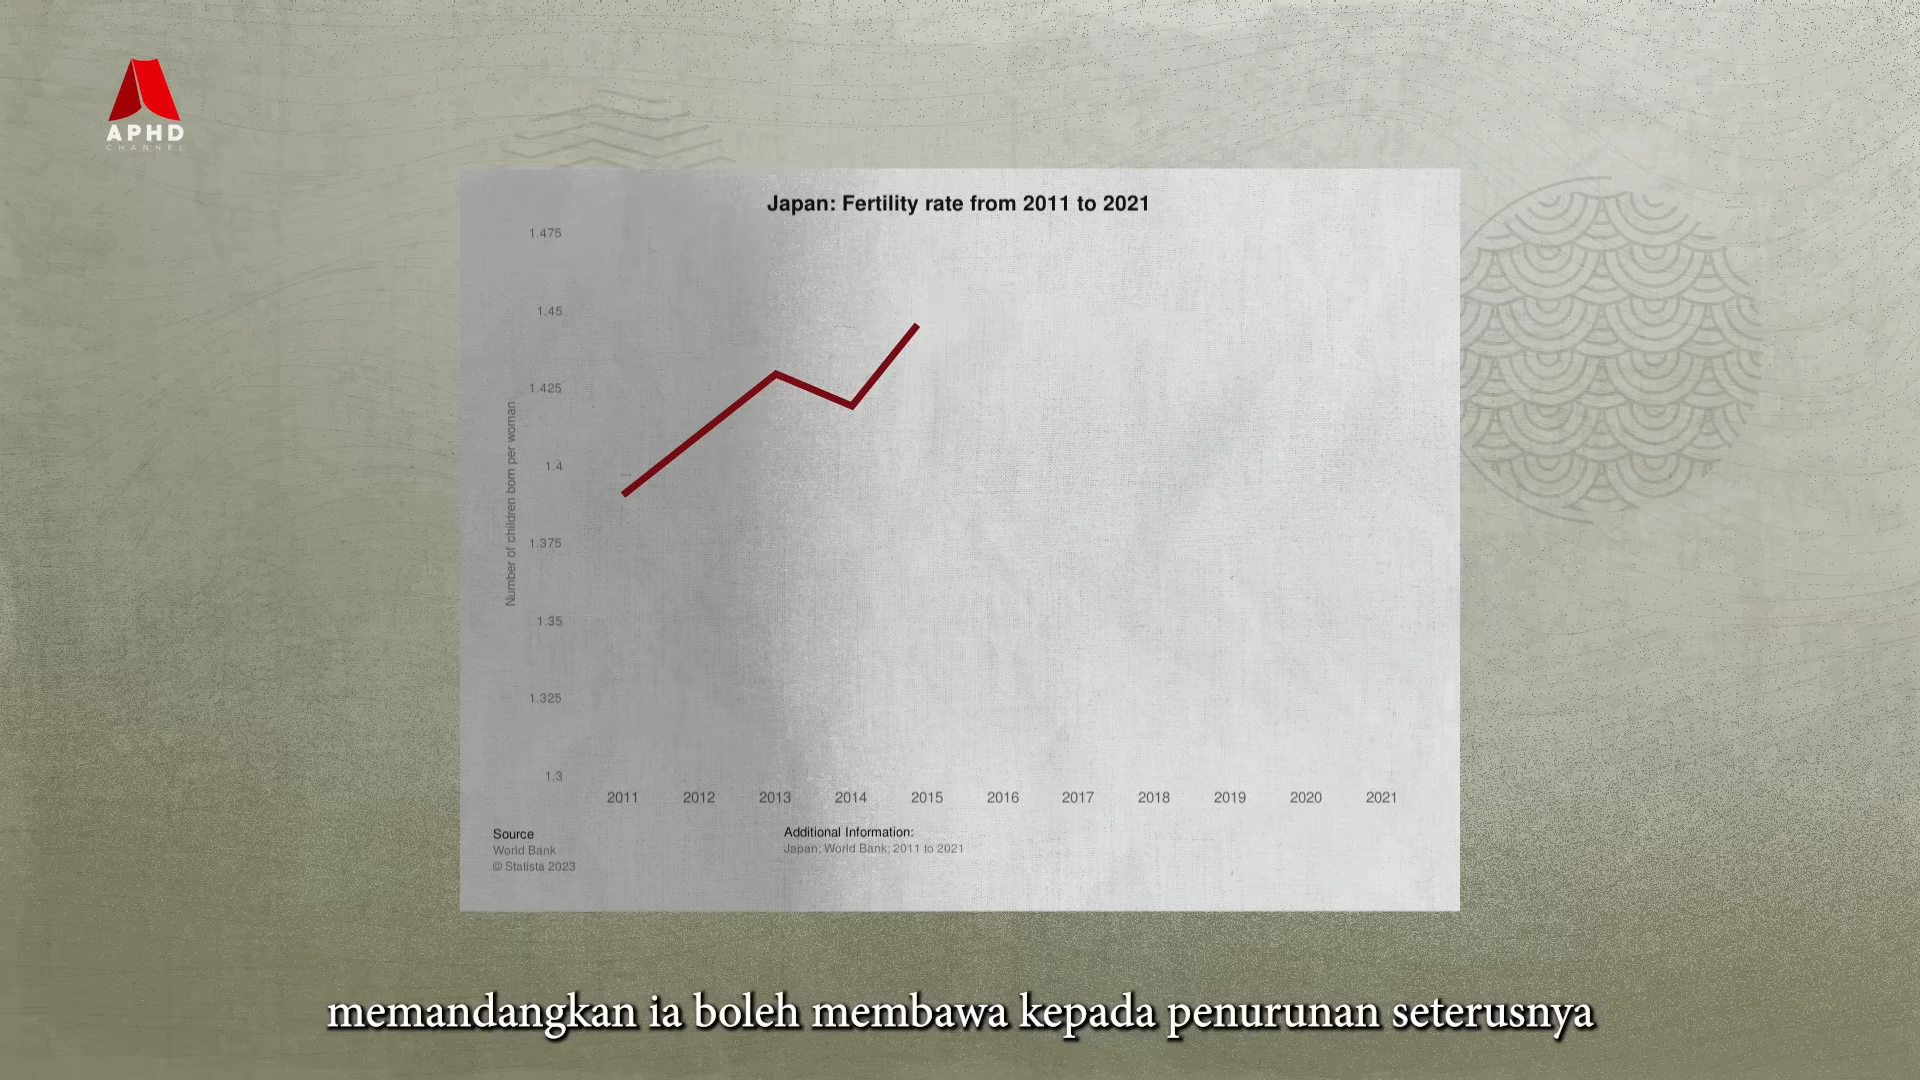 APHD
CHANNEL
Japan: Fertility rate from 2011 to 2021
1.475
1.45
1.425
1.4
1.375
1.35
1.325
1.3
Number of children born per woman
2011 2012 2013 2014 2015 2016 2017 2018 2019 2020 2021
Source
World Bank
© Statista 2023
Additional Information:
Japan; World Bank; 2011 to 2021
memandangkan ia boleh membawa kepada penurunan seterusnya